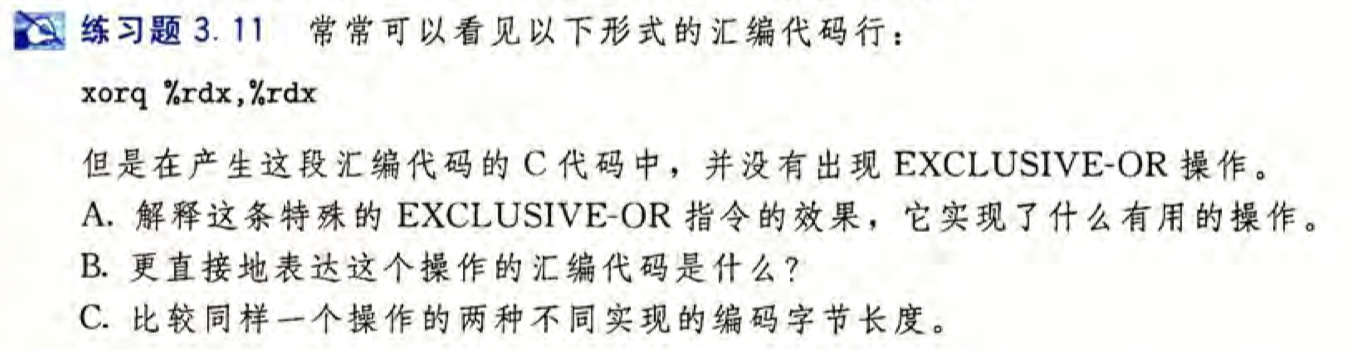 练习题 3.11 常常可以看见以下形式的汇编代码行：
xorq %rdx,%rdx
但是在产生这段汇编代码的 C 代码中，并没有出现 EXCLUSIVE-OR 操作。
A. 解释这条特殊的 EXCLUSIVE-OR 指令的效果，它实现了什么有用的操作。
B. 更直接地表达这个操作的汇编代码是什么？
C. 比较同样一个操作的两种不同实现的编码字节长度。